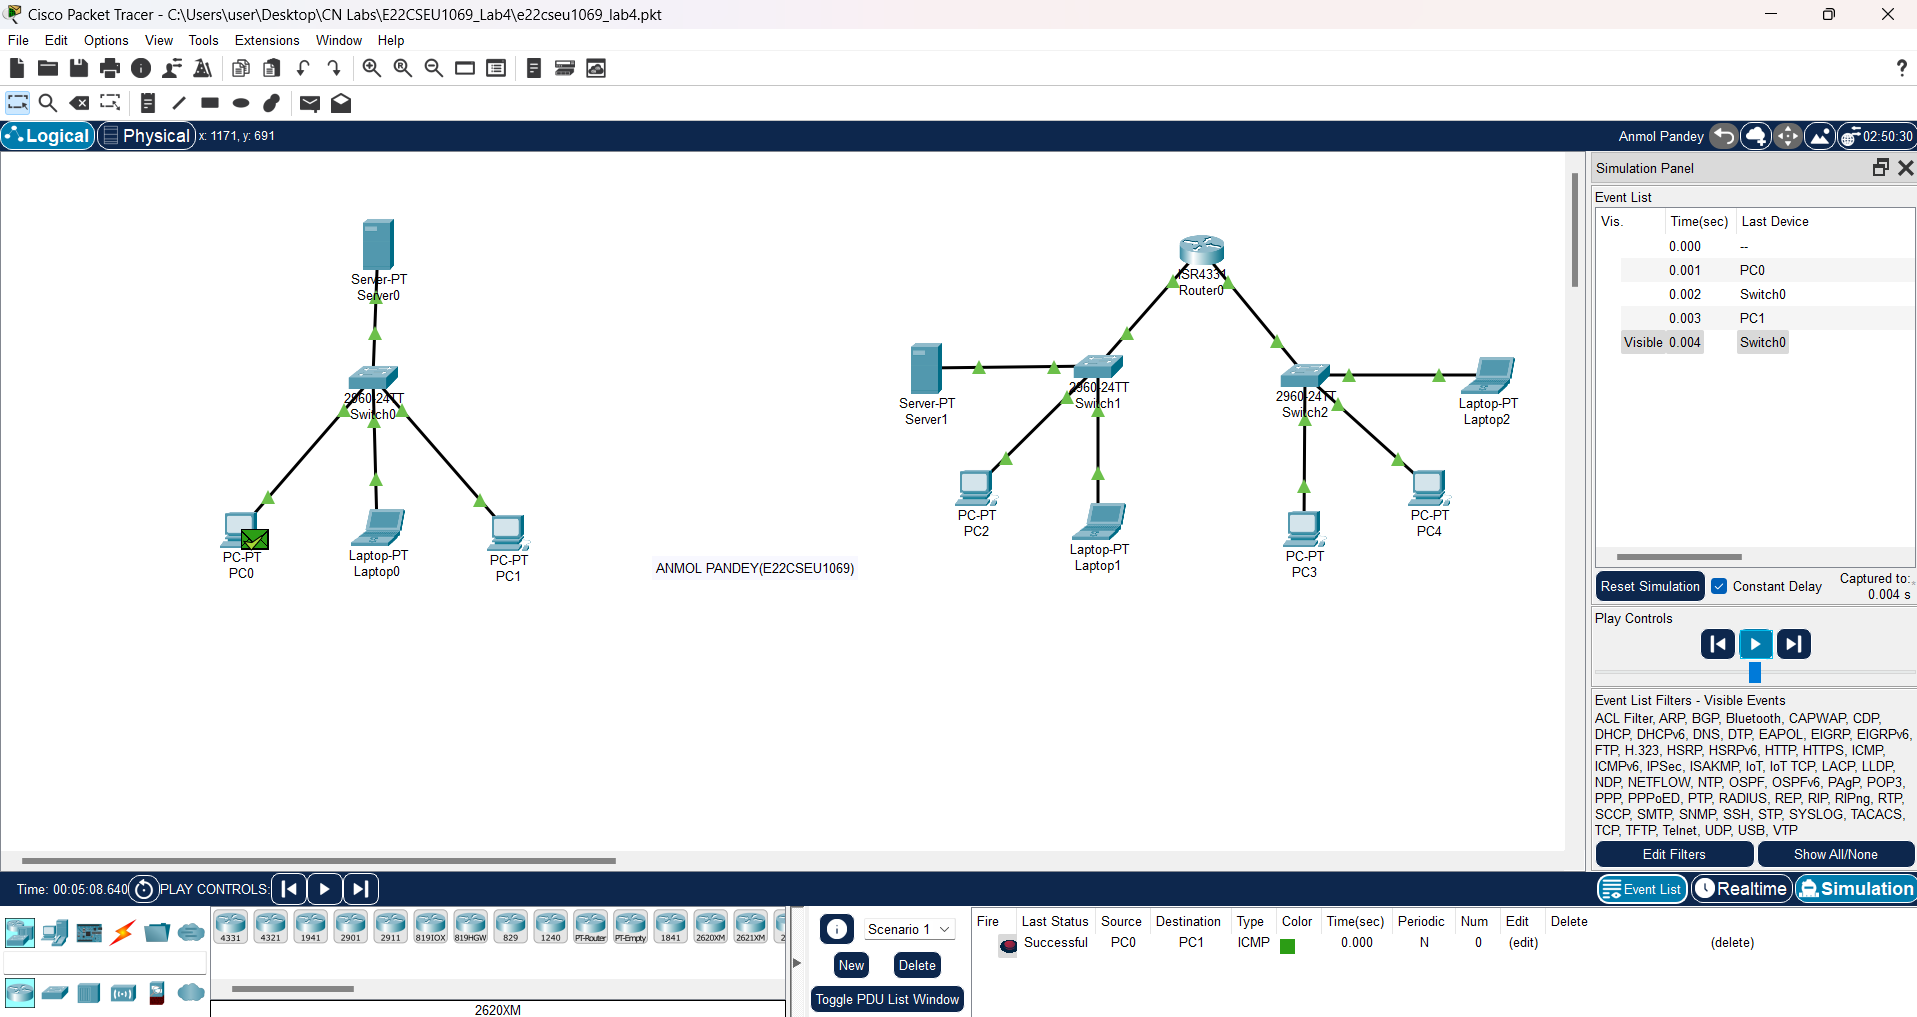 Cisco Packet Tracer - C:\Users\user\Desktop\CN Labs\E22CSEU1069_Lab4\e22cseu1069_lab4.pkt
File Edit Options View Tools Extensions Window Help
?
Logical Physical x: 1171, y: 691
Anmol Pandey 02:50:30
Server-PT
Server0
2960-24TT
Switch0
PC-PT
PC0
Laptop-PT
Laptop0
PC-PT
PC1
ANMOL PANDEY(E22CSEU1069)
ISR4331
Router0
Server-PT
Server1
2960-24TT
Switch1
2960-24TT
Switch2
Laptop-PT
Laptop2
PC-PT
PC2
Laptop-PT
Laptop1
PC-PT
PC3
PC-PT
PC4
Simulation Panel
Event List
Vis. Time(sec) Last Device
0.000 --
0.001 PC0
0.002 Switch0
0.003 PC1
Visible 0.004 Switch0
Reset Simulation Constant Delay Captured to:
0.004 s
Play Controls
Event List Filters - Visible Events
ACL Filter, ARP, BGP, Bluetooth, CAPWAP, CDP,
DHCP, DHCPv6, DNS, DTP, EAPOL, EIGRP, EIGRPv6,
FTP, H.323, HSRP, HSRPv6, HTTP, HTTPS, ICMP,
ICMPv6, IPSec, ISAKMP, IoT, IoT TCP, LACP, LLDP,
NDP, NETFLOW, NTP, OSPF, OSPFv6, PAgP, POP3,
PPP, PPPoED, PTP, RADIUS, REP, RIP, RIPng, RTP,
SCCP, SMTP, SNMP, SSH, STP, SYSLOG, TACACS,
TCP, TFTP, Telnet, UDP, USB, VTP
Edit Filters Show All/None
Time: 00:05:08.640 PLAY CONTROLS:
Event List Realtime Simulation
4331 4321 1941 2901 2911 819IOX 819HGW 829 1240 PT-Router PT-Empty 1841 2620XM 2621XM 2
2620XM
Scenario 1
New Delete
Toggle PDU List Window
Fire Last Status Source Destination Type Color Time(sec) Periodic Num Edit Delete
Successful PC0 PC1 ICMP 0.000 N 0 (edit) (delete)